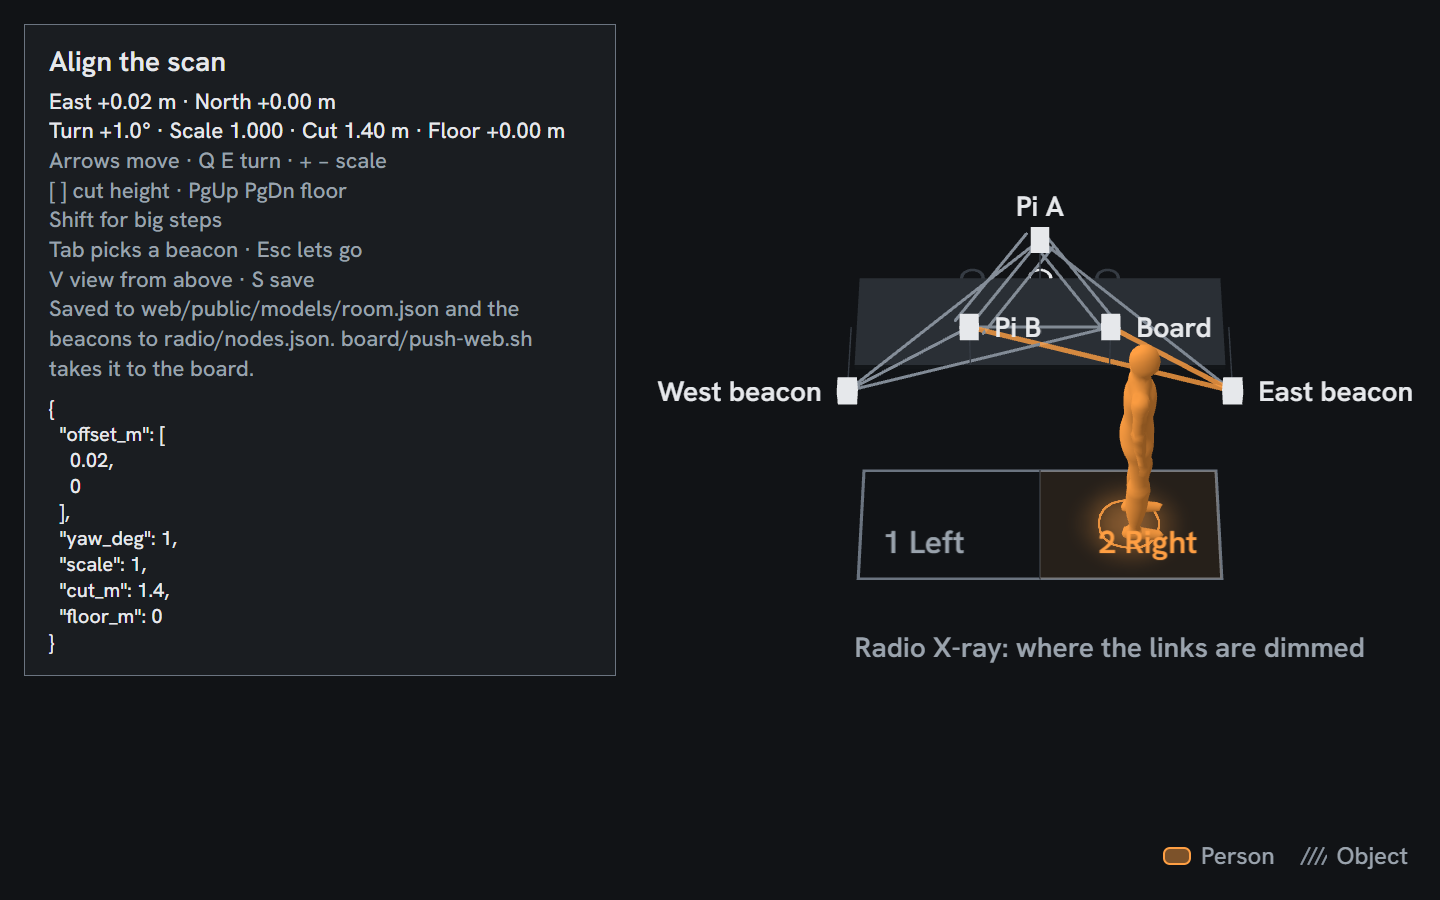 Align the scan
East +0.02 m · North +0.00 m
Turn +1.0° · Scale 1.000 · Cut 1.40 m · Floor +0.00 m
Arrows move · Q E turn · + − scale
[ ] cut height · PgUp PgDn floor
Shift for big steps
Tab picks a beacon · Esc lets go
V view from above · S save
Saved to web/public/models/room.json and the
beacons to radio/nodes.json. board/push-web.sh
takes it to the board.
{
"offset_m": [
0.02,
0
],
"yaw_deg": 1,
"scale": 1,
"cut_m": 1.4,
"floor_m": 0
}
Pi A
Pi B
Board
West beacon
East beacon
1 Left
2 Right
Radio X-ray: where the links are dimmed
Person
Object